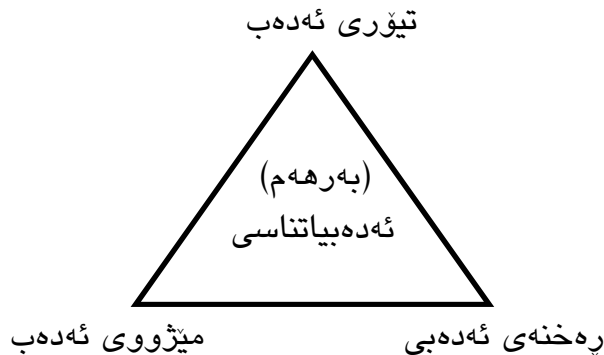 تیۆری ئەدەب
(بەرهەم)
ئەدەبیاتناسی
ڕەخنەی ئەدەبی
مێژووی ئەدەب